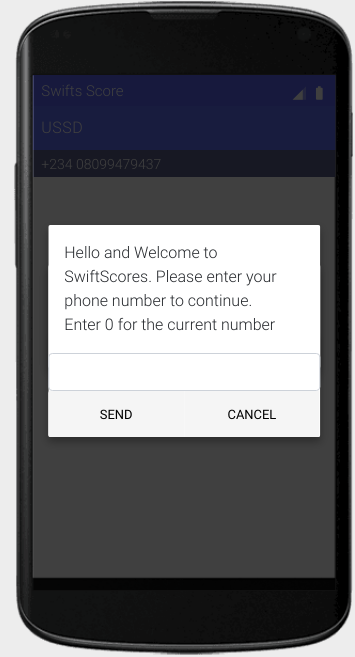 Swifts Score
USSD
+234 08099479437
Hello and Welcome to
SwiftScores. Please enter your
phone number to continue.
Enter 0 for the current number
SEND CANCEL